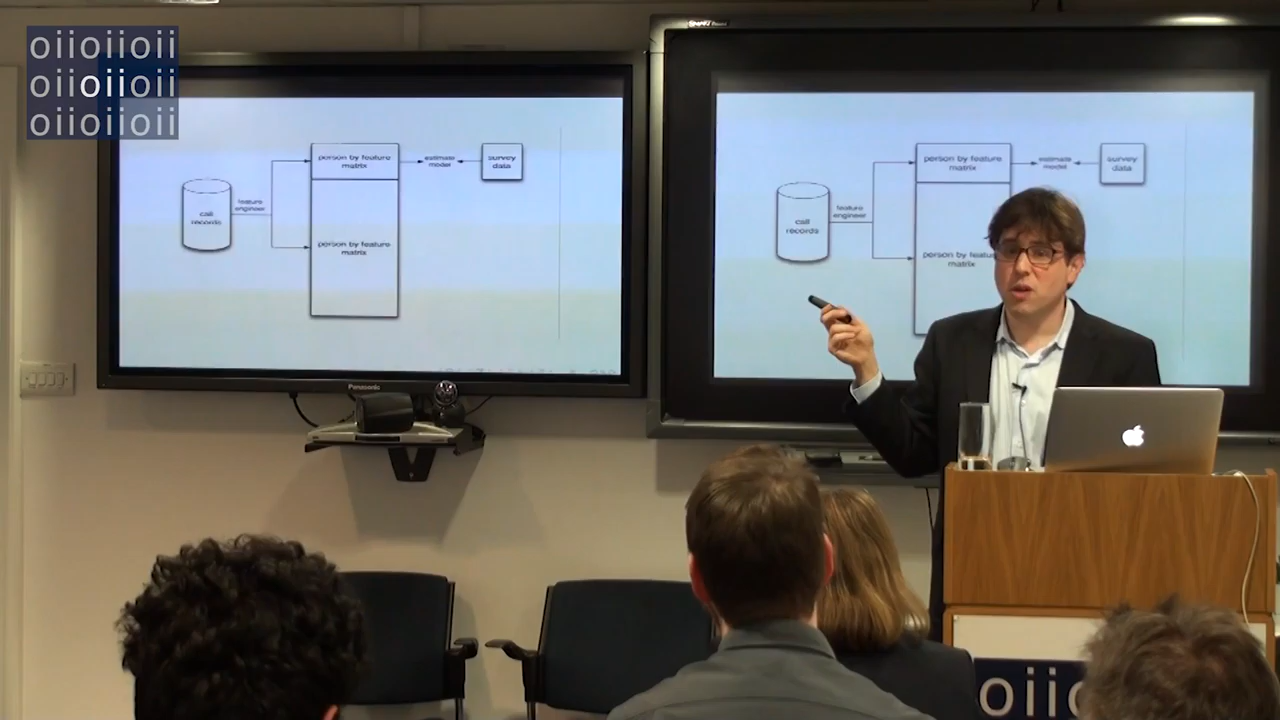 oiioiioii
oiioiioii
oiioiioii
person by feature
matrix
estimate
model
survey
data
feature
engineer
call
records
person by feature
matrix
Panasonic
person by feature
matrix
estimate
model
survey
data
feature
engineer
call
records
person by featu
matrix
oiio